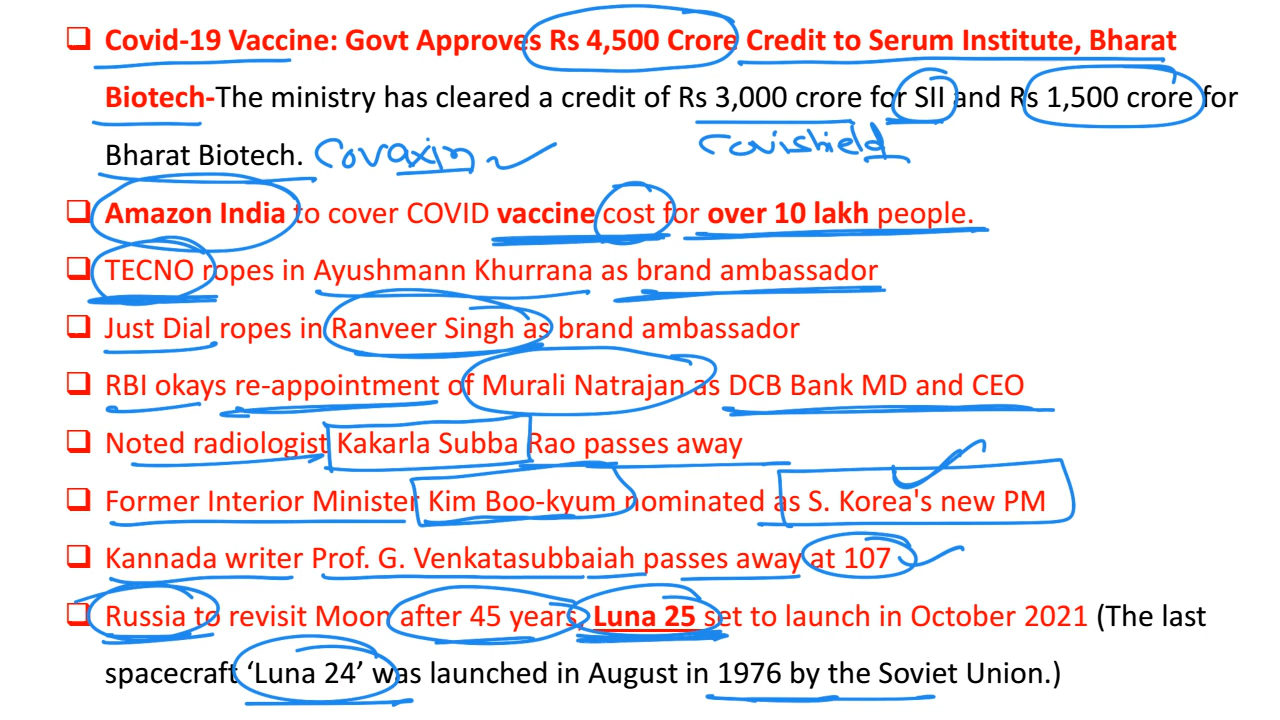 ❑ Covid-19 Vaccine: Govt Approves Rs 4,500 Crore Credit to Serum Institute, Bharat
Biotech-The ministry has cleared a credit of Rs 3,000 crore for SII and Rs 1,500 crore for
Bharat Biotech. Covaxin ✓ Covishield
❑ Amazon India to cover COVID vaccine cost for over 10 lakh people.
❑ TECNO ropes in Ayushmann Khurrana as brand ambassador
❑ Just Dial ropes in Ranveer Singh as brand ambassador
❑ RBI okays re-appointment of Murali Natrajan as DCB Bank MD and CEO
❑ Noted radiologist Kakarla Subba Rao passes away
❑ Former Interior Minister Kim Boo-kyum nominated as S. Korea's new PM
❑ Kannada writer Prof. G. Venkatasubbaiah passes away at 107
❑ Russia to revisit Moon after 45 years, Luna 25 set to launch in October 2021 (The last
spacecraft ‘Luna 24’ was launched in August in 1976 by the Soviet Union.)